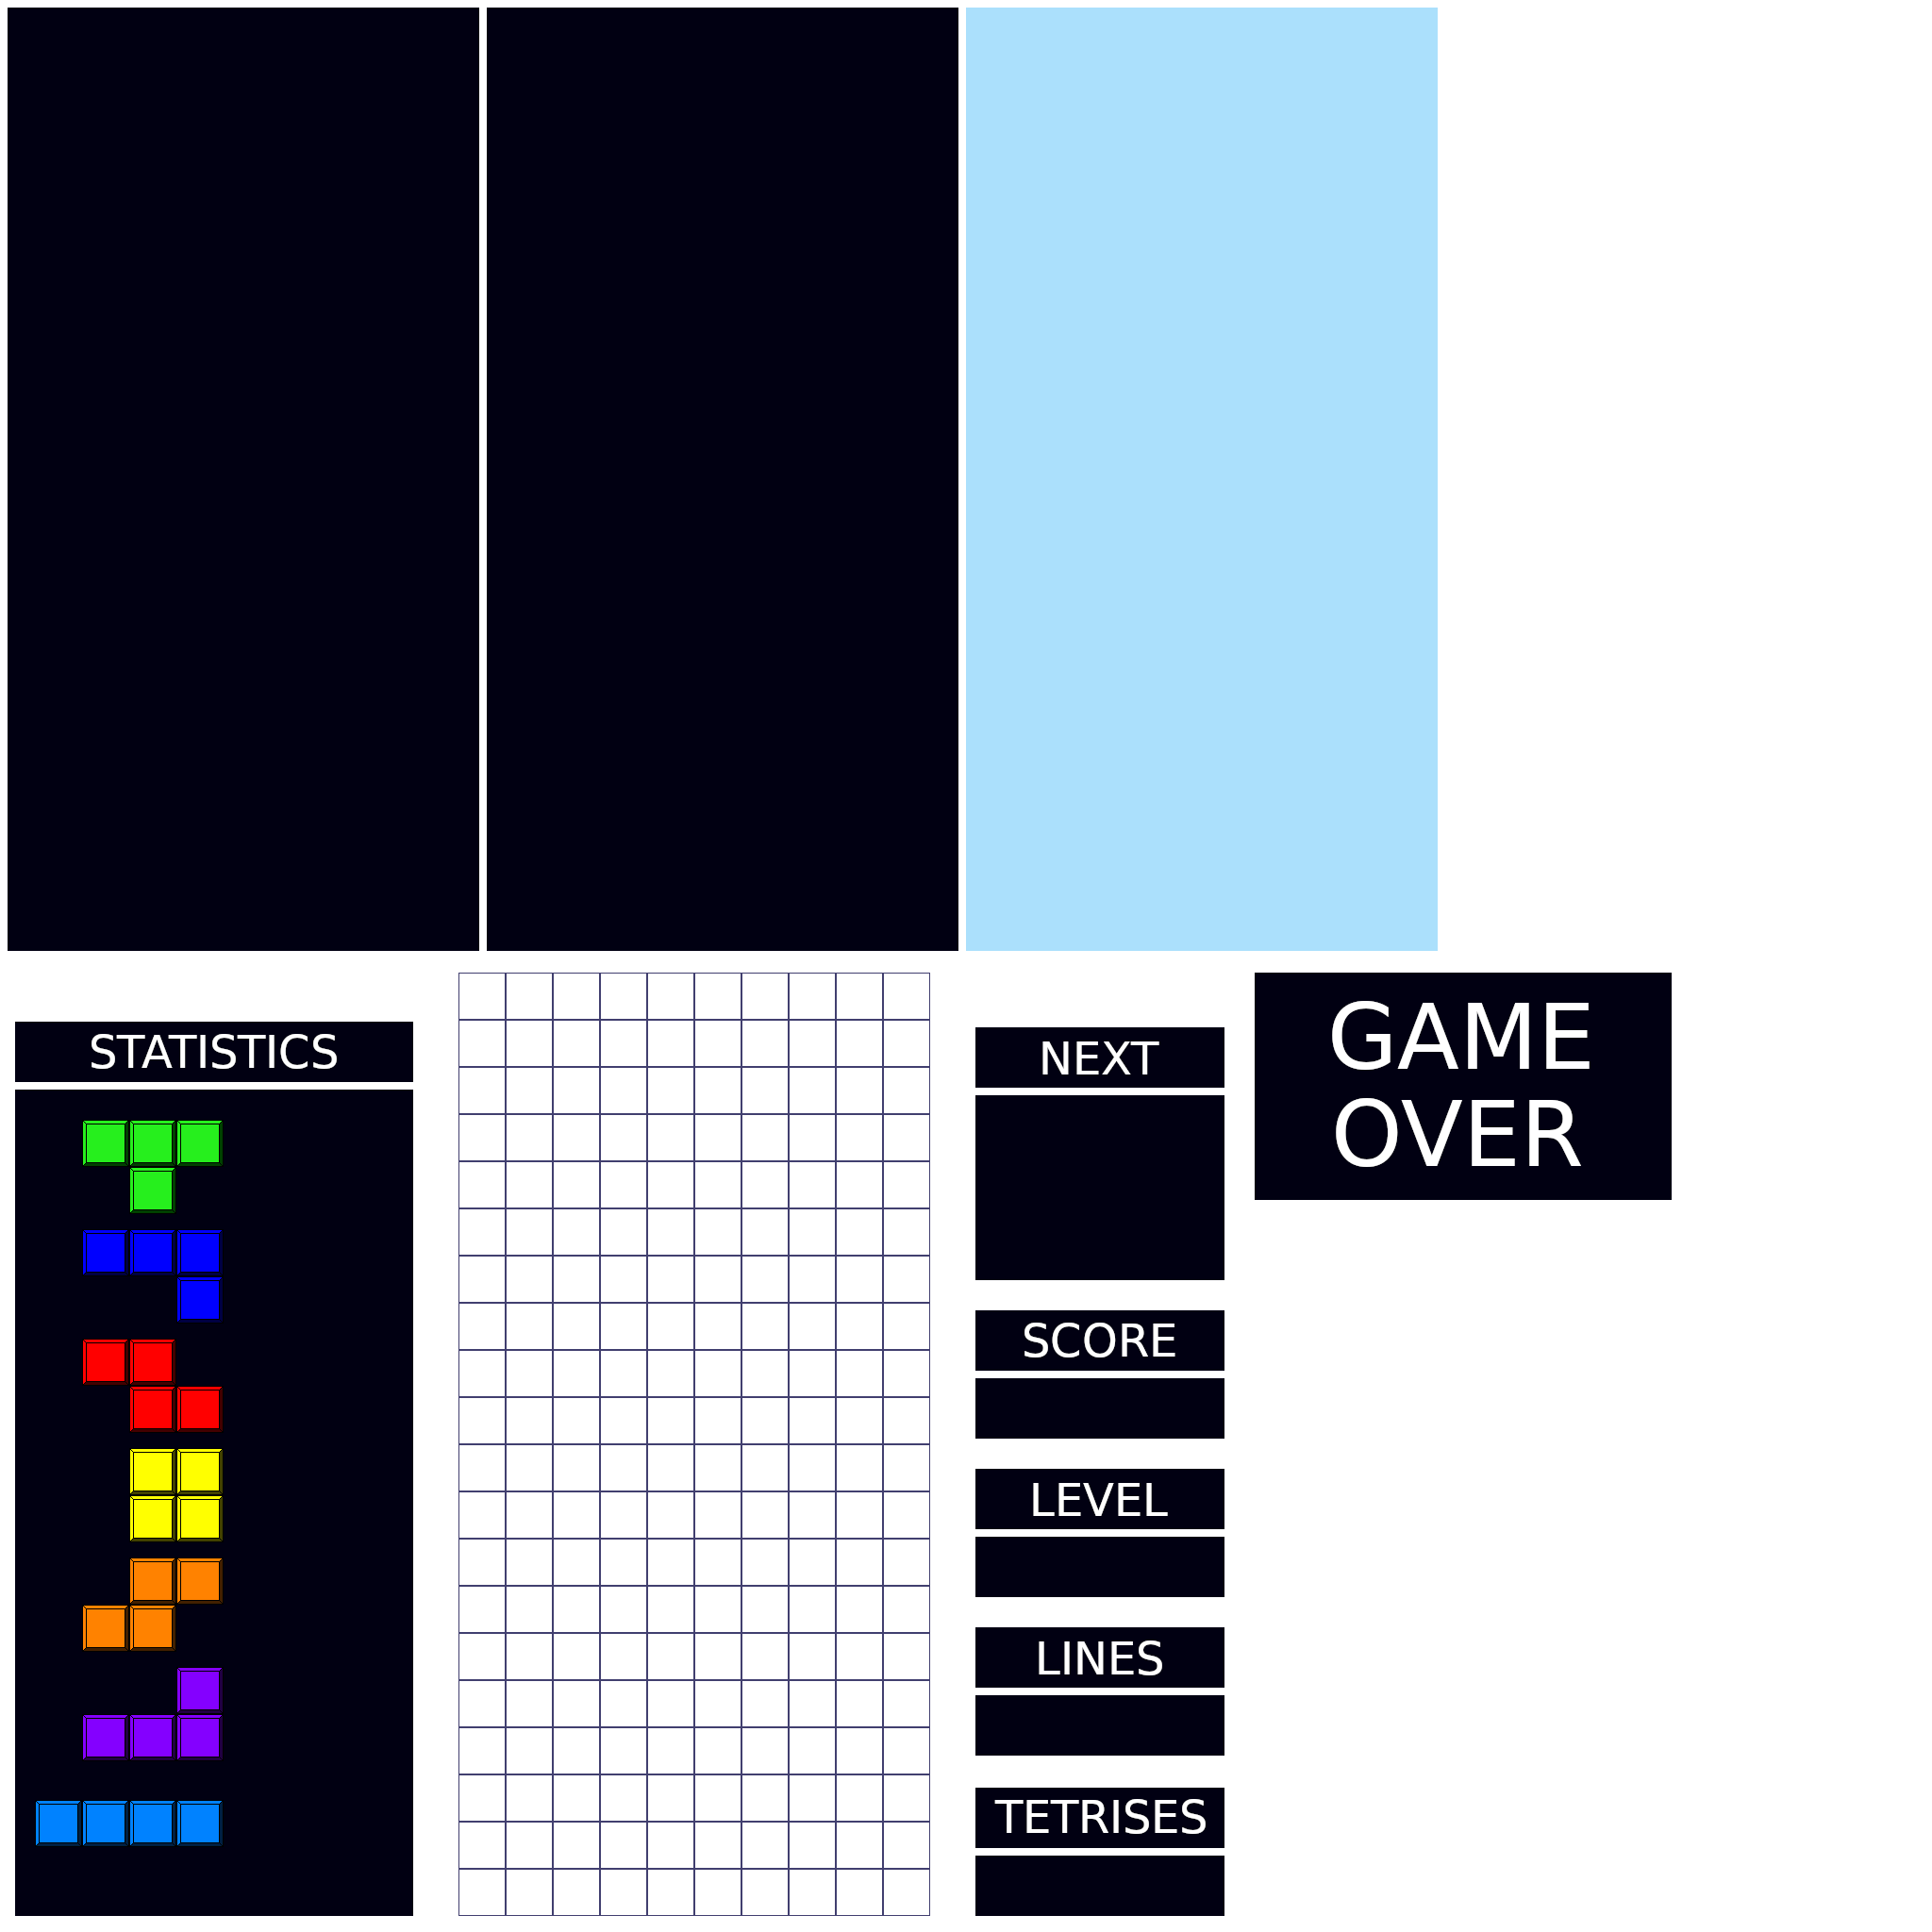 STATISTICS
NEXT
GAME
OVER
SCORE
LEVEL
LINES
TETRISES